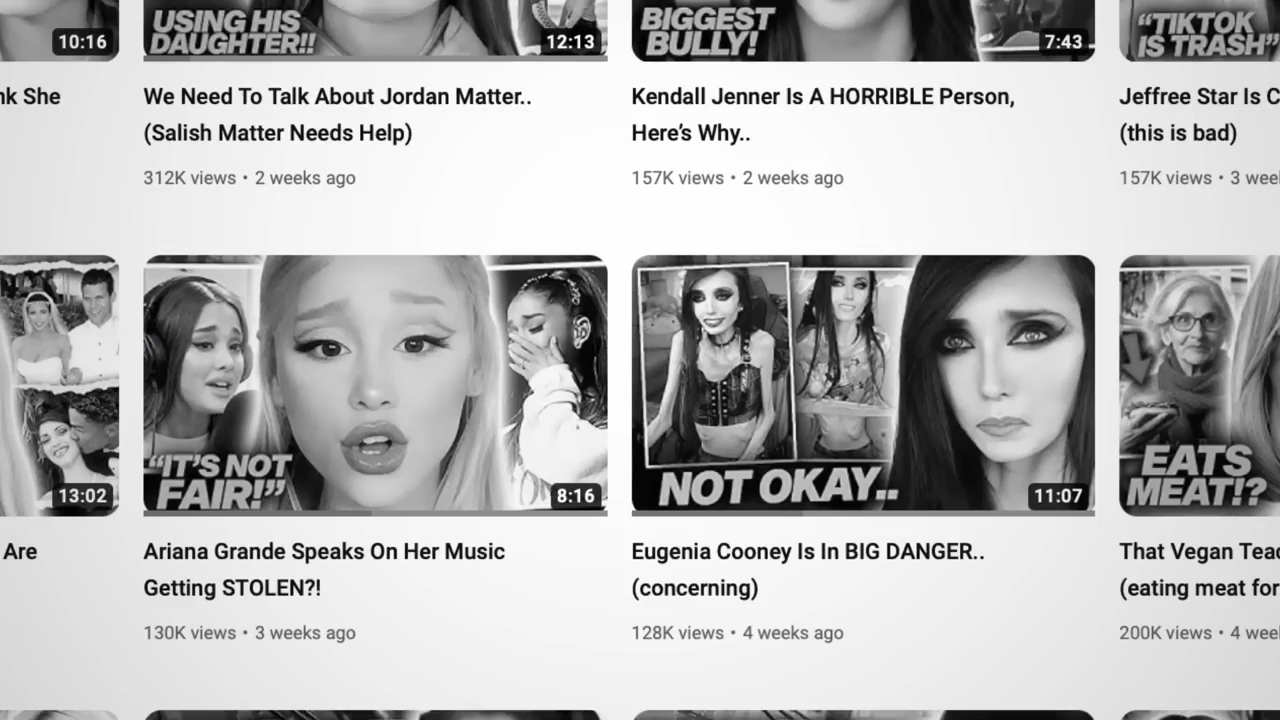 10:16
USING HIS
DAUGHTER!!
12:13
BIGGEST
BULLY!
7:43
"TIKTOK
IS TRASH"
She
We Need To Talk About Jordan Matter..
(Salish Matter Needs Help)
312K views • 2 weeks ago
Kendall Jenner Is A HORRIBLE Person,
Here's Why..
157K views • 2 weeks ago
Jeffree Star Is
(this is bad)
157K views • 3
13:02
"IT'S NOT
FAIR!"
8:16
NOT OKAY..
11:07
EATS
MEAT!?
Are
Ariana Grande Speaks On Her Music
Getting STOLEN?!
130K views • 3 weeks ago
Eugenia Cooney Is In BIG DANGER..
(concerning)
128K views • 4 weeks ago
That Vegan
(eating meat for
200K views • 4